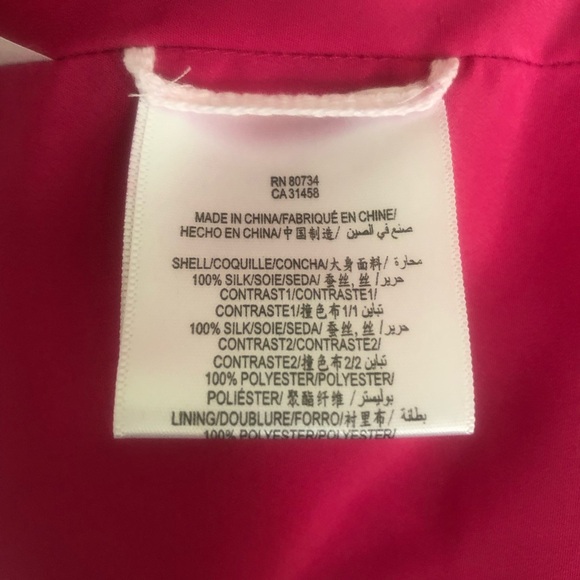 RN 80734
CA 31458
MADE IN CHINA/FABRIQUÉ EN CHINE/
HECHO EN CHINA/中国制造/ صنع في الصين
SHELL/COQUILLE/CONCHA/大身面料/ محارة
100% SILK/SOIE/SEDA/ 蚕丝, 丝 / حرير
CONTRAST1/CONTRASTE1/
CONTRASTE1/撞色布1/1 تباين
100% SILK/SOIE/SEDA/ 蚕丝, 丝 / حرير
CONTRAST2/CONTRASTE2/
CONTRASTE2/撞色布2/2 تباين
100% POLYESTER/POLYESTER/
POLIÉSTER/ 聚酯纤维 / بوليستر
LINING/DOUBLURE/FORRO/衬里布/ بطاقة
100% POLYESTER/POLYESTER/